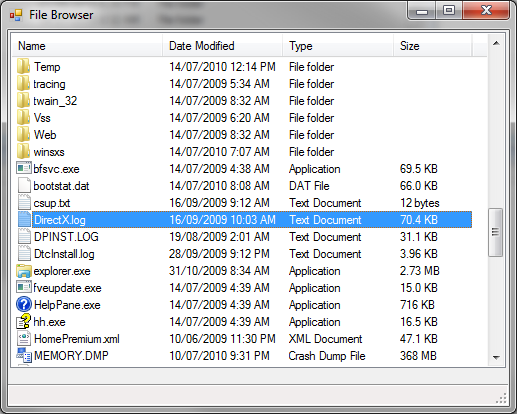 File Browser
Name Date Modified Type Size
Temp 14/07/2010 12:14 PM File folder
tracing 14/07/2009 5:34 AM File folder
twain_32 14/07/2009 8:32 AM File folder
Vss 14/07/2009 6:20 AM File folder
Web 14/07/2009 8:32 AM File folder
winsxs 14/07/2010 7:07 AM File folder
bfsvc.exe 14/07/2009 4:38 AM Application 69.5 KB
bootstat.dat 14/07/2010 8:08 AM DAT File 66.0 KB
csup.txt 16/09/2009 9:12 AM Text Document 12 bytes
DirectX.log 16/09/2009 10:03 AM Text Document 70.4 KB
DPINST.LOG 19/08/2009 2:01 AM Text Document 31.1 KB
DtcInstall.log 28/09/2009 9:12 PM Text Document 3.96 KB
explorer.exe 31/10/2009 8:34 AM Application 2.73 MB
fveupdate.exe 14/07/2009 4:39 AM Application 15.0 KB
HelpPane.exe 14/07/2009 4:39 AM Application 716 KB
hh.exe 14/07/2009 4:39 AM Application 16.5 KB
HomePremium.xml 10/06/2009 11:30 PM XML Document 47.1 KB
MEMORY.DMP 10/07/2010 9:31 PM Crash Dump File 368 MB